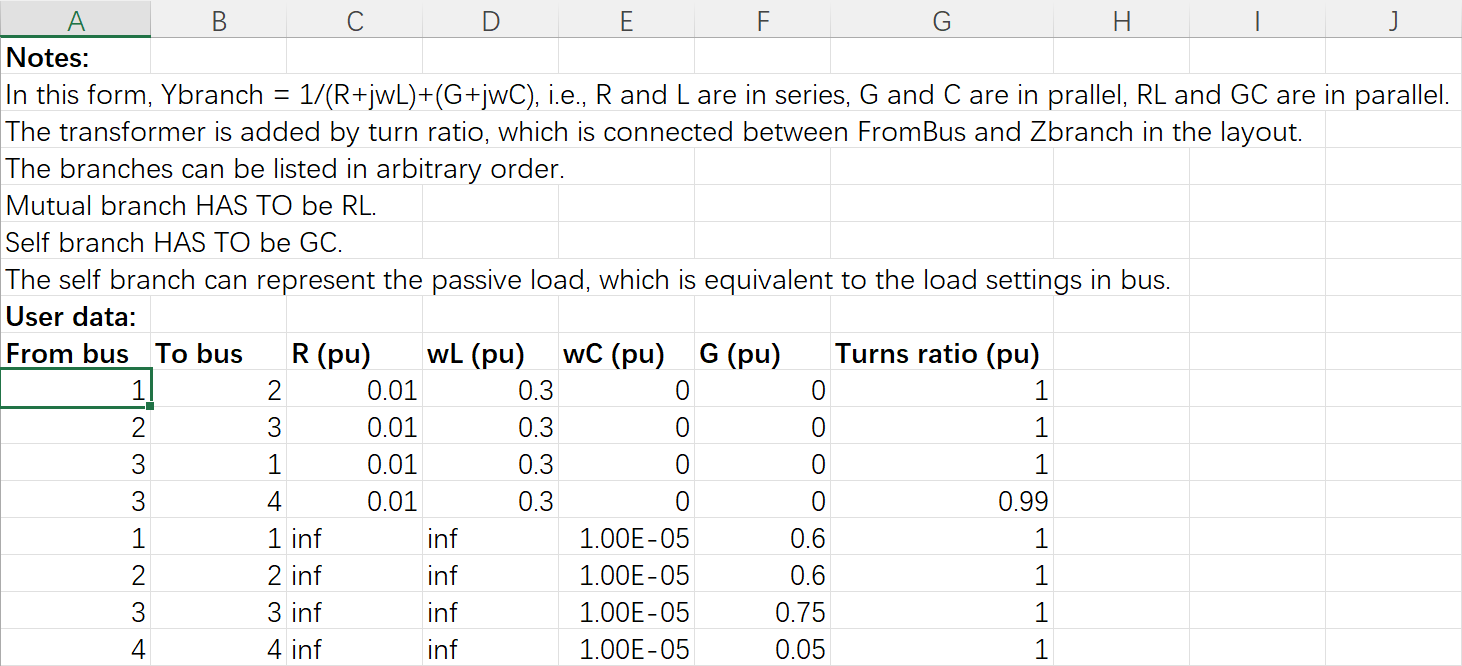 A B C D E F G H I J
Notes:
In this form, Ybranch = 1/(R+jwL)+(G+jwC), i.e., R and L are in series, G and C are in prallel, RL and GC are in parallel.
The transformer is added by turn ratio, which is connected between FromBus and Zbranch in the layout.
The branches can be listed in arbitrary order.
Mutual branch HAS TO be RL.
Self branch HAS TO be GC.
The self branch can represent the passive load, which is equivalent to the load settings in bus.
User data:
From bus To bus R (pu) wL (pu) wC (pu) G (pu) Turns ratio (pu)
1 2 0.01 0.3 0 0 1
2 3 0.01 0.3 0 0 1
3 1 0.01 0.3 0 0 1
3 4 0.01 0.3 0 0 0.99
1 1 inf inf 1.00E-05 0.6 1
2 2 inf inf 1.00E-05 0.6 1
3 3 inf inf 1.00E-05 0.75 1
4 4 inf inf 1.00E-05 0.05 1